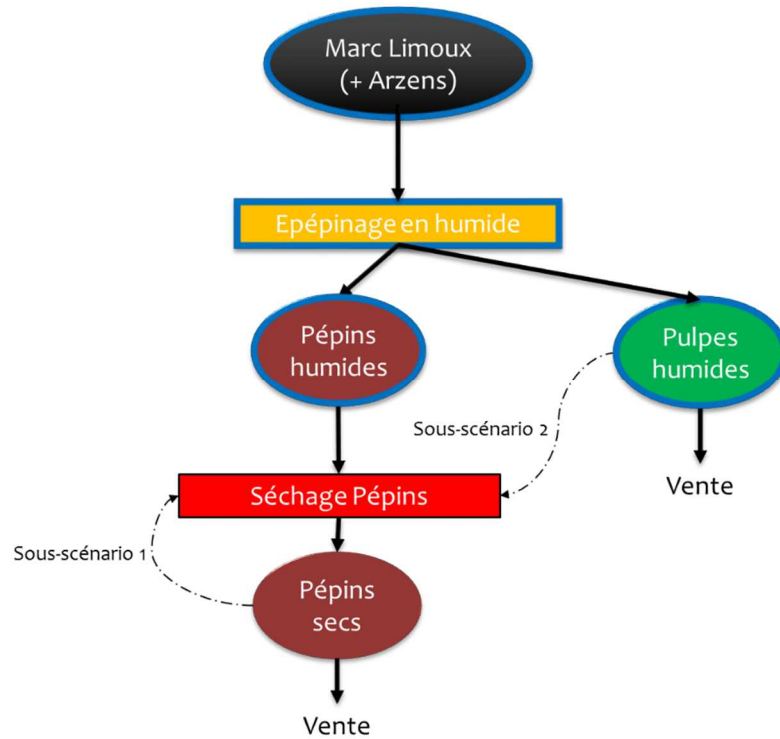 Marc Limoux
(+ Arzens)
Epépinage en humide
Pépins
humides
Pulpes
humides
Sous-scénario 2
Vente
Séchage Pépins
Sous-scénario 1
Pépins
secs
Vente